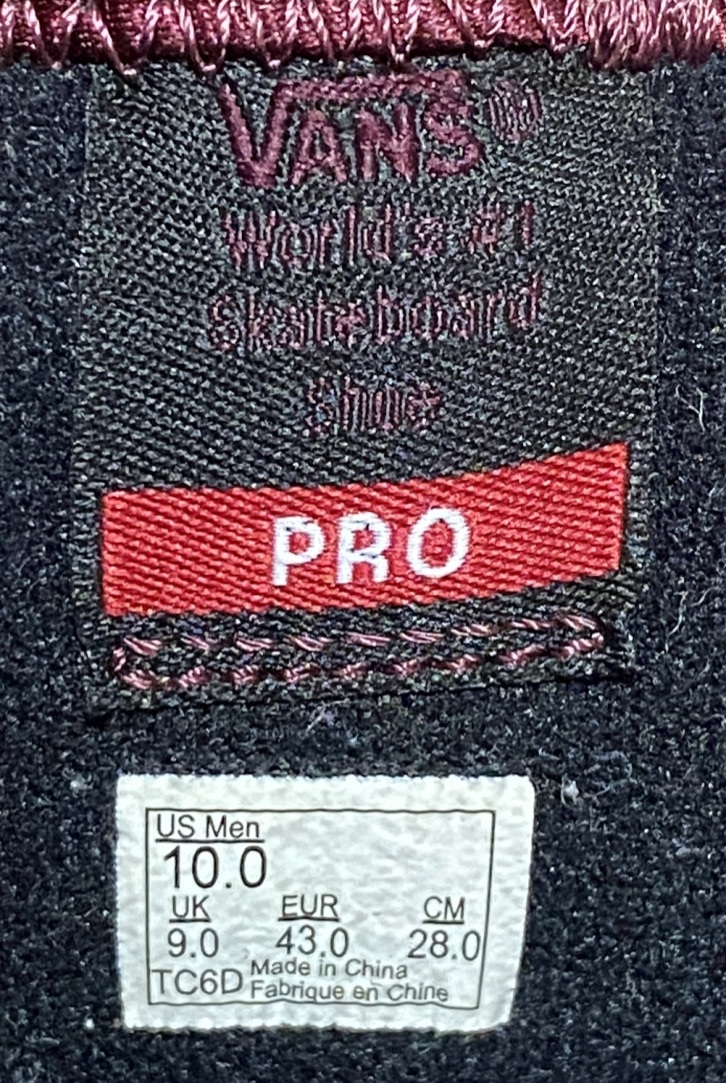 VANS®
World's #1
Skateboard
Shoe
PRO
US Men
10.0
UK EUR CM
9.0 43.0 28.0
TC6D Made in China
Fabrique en Chine